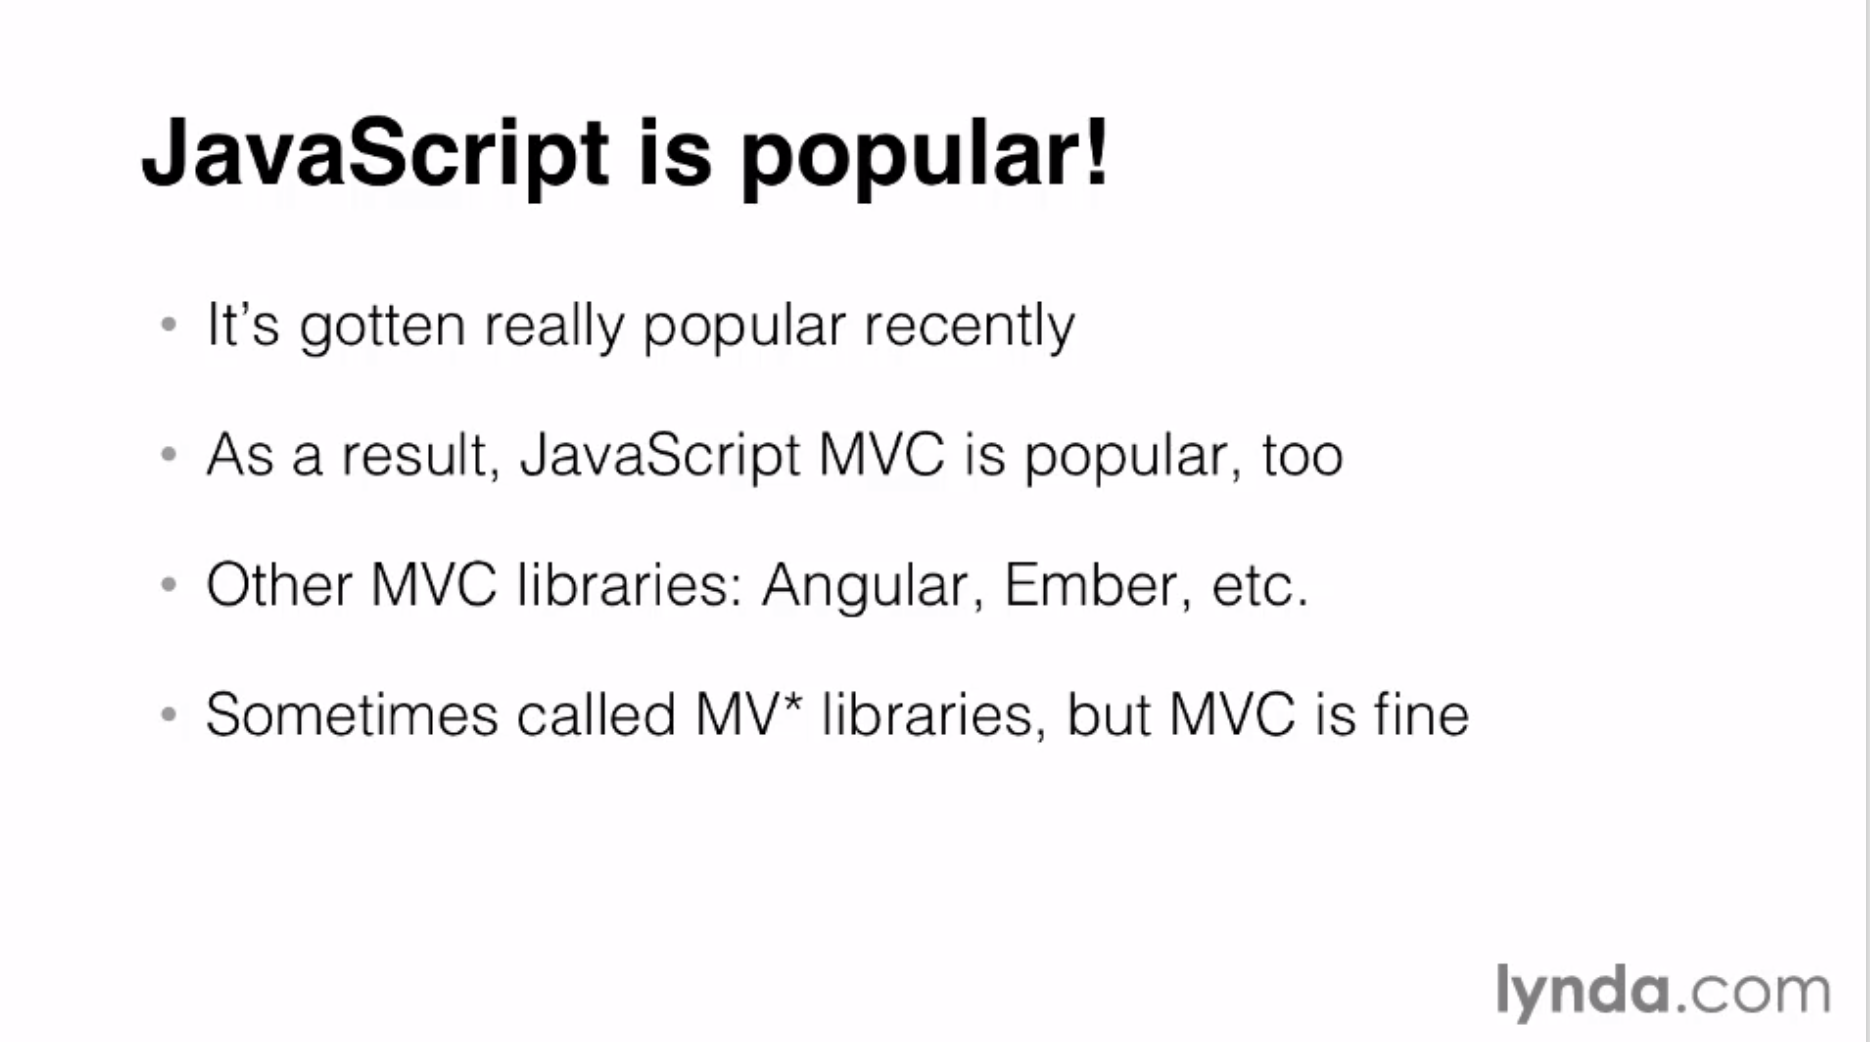 JavaScript is popular!
• It’s gotten really popular recently
• As a result, JavaScript MVC is popular, too
• Other MVC libraries: Angular, Ember, etc.
• Sometimes called MV* libraries, but MVC is fine
lynda.com